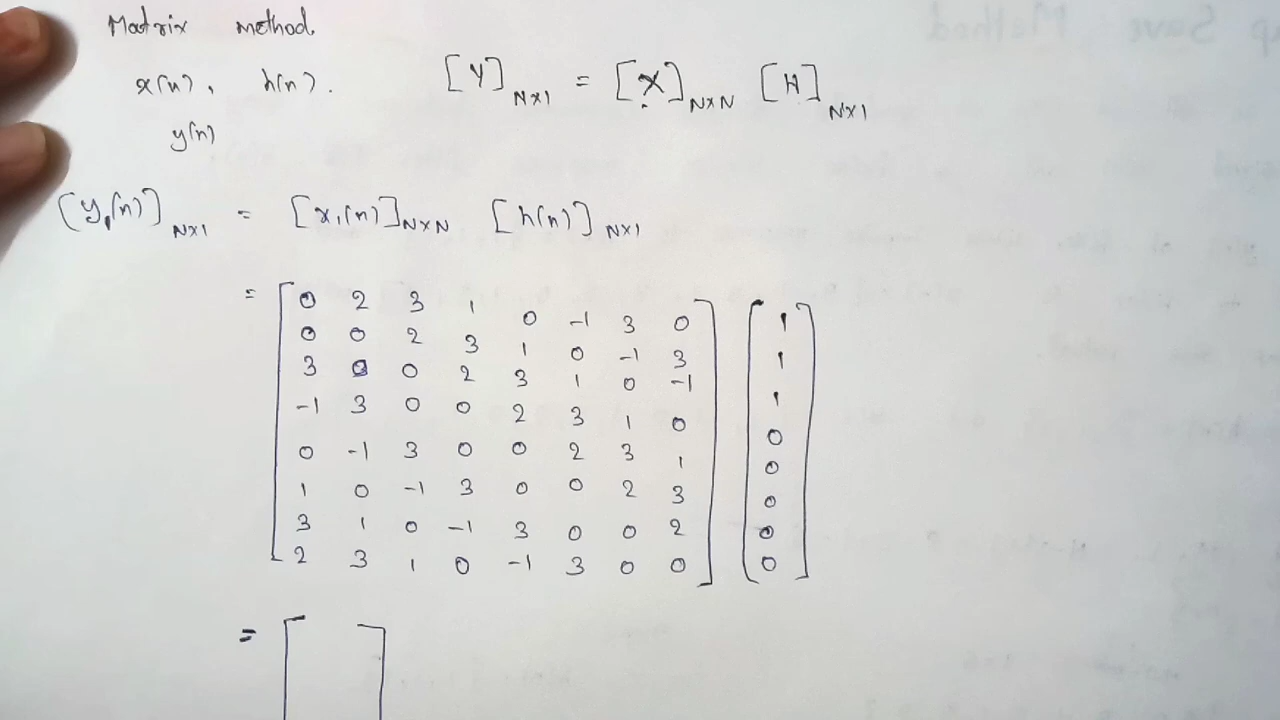 Matrix method.
x(n), h(n). [Y]N×1 = [X]N×N [H]N×1
y(n)
[y1(n)]N×1 = [x1(n)]N×N [h(n)]N×1
= 0 2 3 1 0 -1 3 0 1
0 0 2 3 1 0 -1 3 1
3 0 0 2 3 1 0 -1 1
-1 3 0 0 2 3 1 0 0
0 -1 3 0 0 2 3 1 0
1 0 -1 3 0 0 2 3 0
3 1 0 -1 3 0 0 2 0
2 3 1 0 -1 3 0 0 0
= [ ]